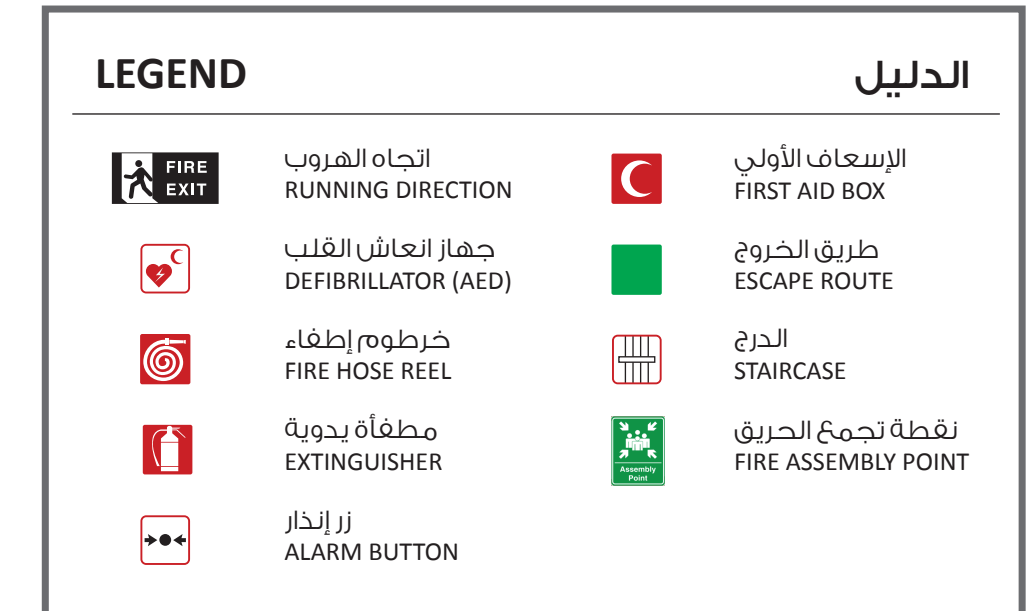 LEGEND
الدليل
FIRE
EXIT
اتجاه الهروب
RUNNING DIRECTION
الإسعاف الأولي
FIRST AID BOX
جهاز انعاش القلب
DEFIBRILLATOR (AED)
طريق الخروج
ESCAPE ROUTE
خرطوم إطفاء
FIRE HOSE REEL
الدرج
STAIRCASE
مطفأة يدوية
EXTINGUISHER
Assembly
Point
نقطة تجمع الحريق
FIRE ASSEMBLY POINT
زر إنذار
ALARM BUTTON